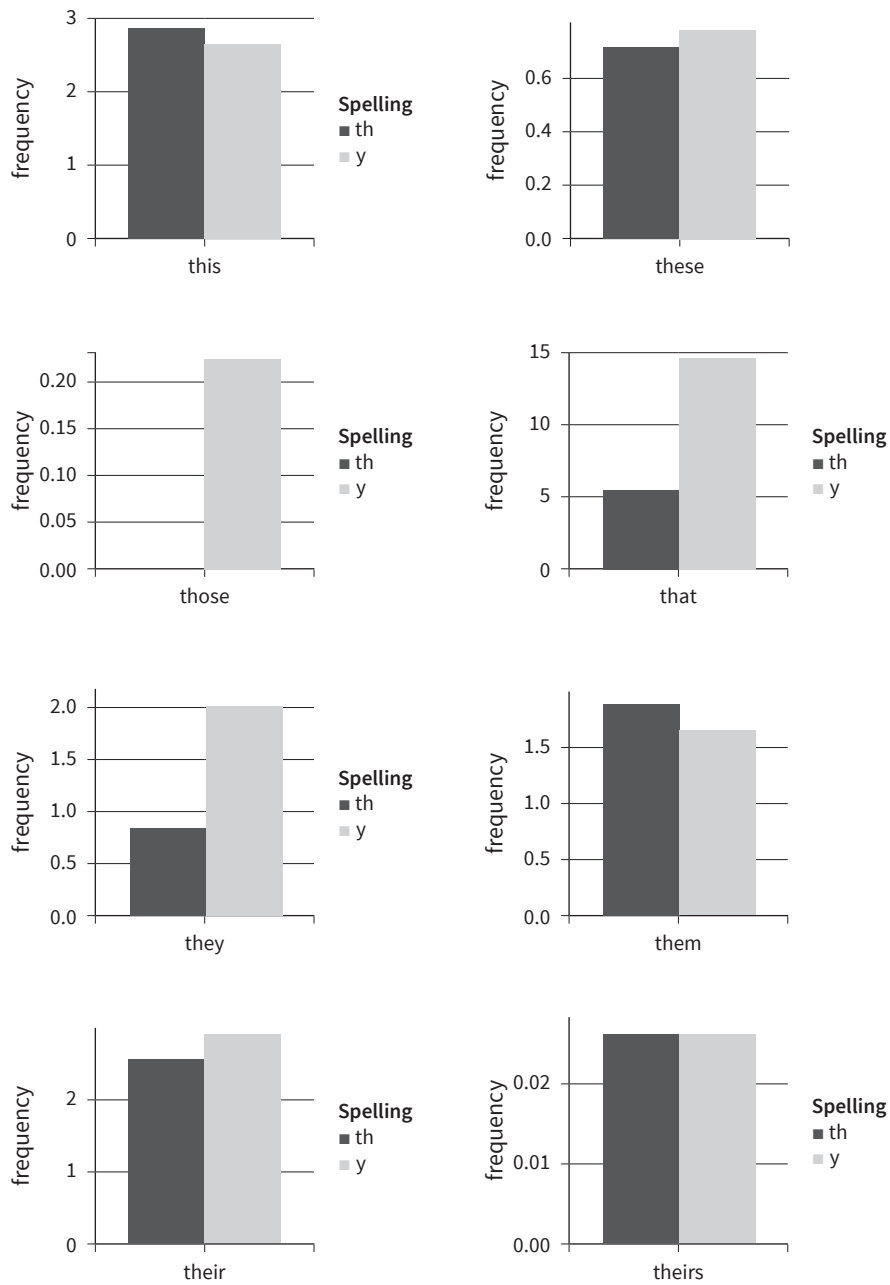 3
2
1
0
frequency
this
Spelling
th
y
0.6
0.4
0.2
0.0
frequency
these
0.20
0.15
0.10
0.05
0.00
frequency
those
Spelling
th
y
15
10
5
0
frequency
that
Spelling
th
y
2.0
1.5
1.0
0.5
0.0
frequency
they
Spelling
th
y
1.5
1.0
0.5
0.0
frequency
them
2
1
0
frequency
their
Spelling
th
y
0.02
0.01
0.00
frequency
theirs
Spelling
th
y